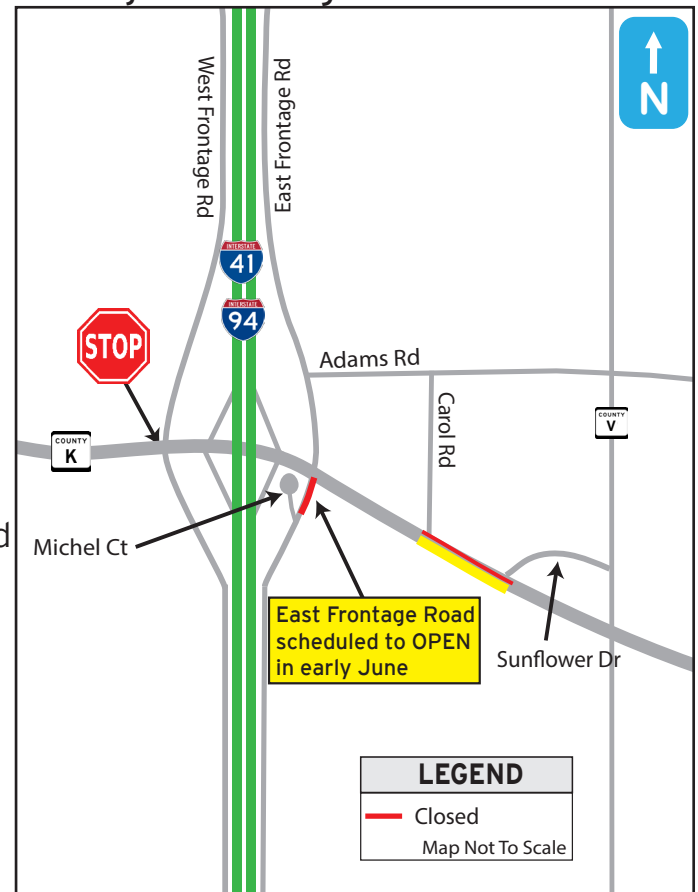 N
West Frontage Rd
East Frontage Rd
INTERSTATE
41
INTERSTATE
94
STOP
Adams Rd
Carol Rd
COUNTY
V
COUNTY
K
Michel Ct
East Frontage Road
scheduled to OPEN
in early June
Sunflower Dr
LEGEND
Closed
Map Not To Scale